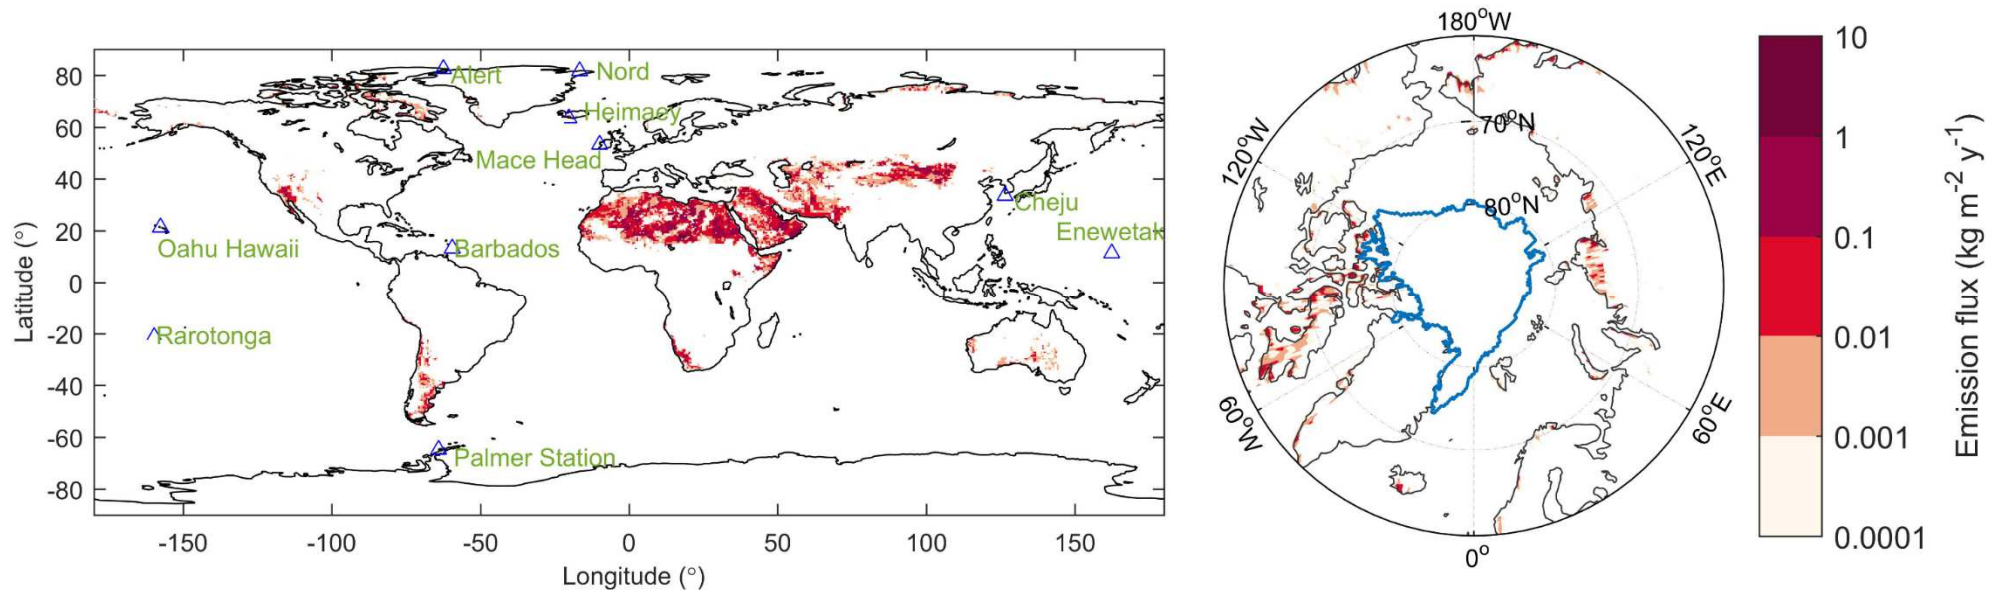 80
60
40
20
0
-20
-40
-60
-80
Latitude (°)
-150
-100
-50
0
50
100
150
Longitude (°)
Alert
Nord
Heimaey
Mace Head
Cheju
Oahu Hawaii
Barbados
Enewetak
Rarotonga
Palmer Station
180°W
120°W
120°E
70°N
80°N
60°W
60°E
0°
10
1
0.1
0.01
0.001
0.0001
Emission flux (kg m⁻² y⁻¹)